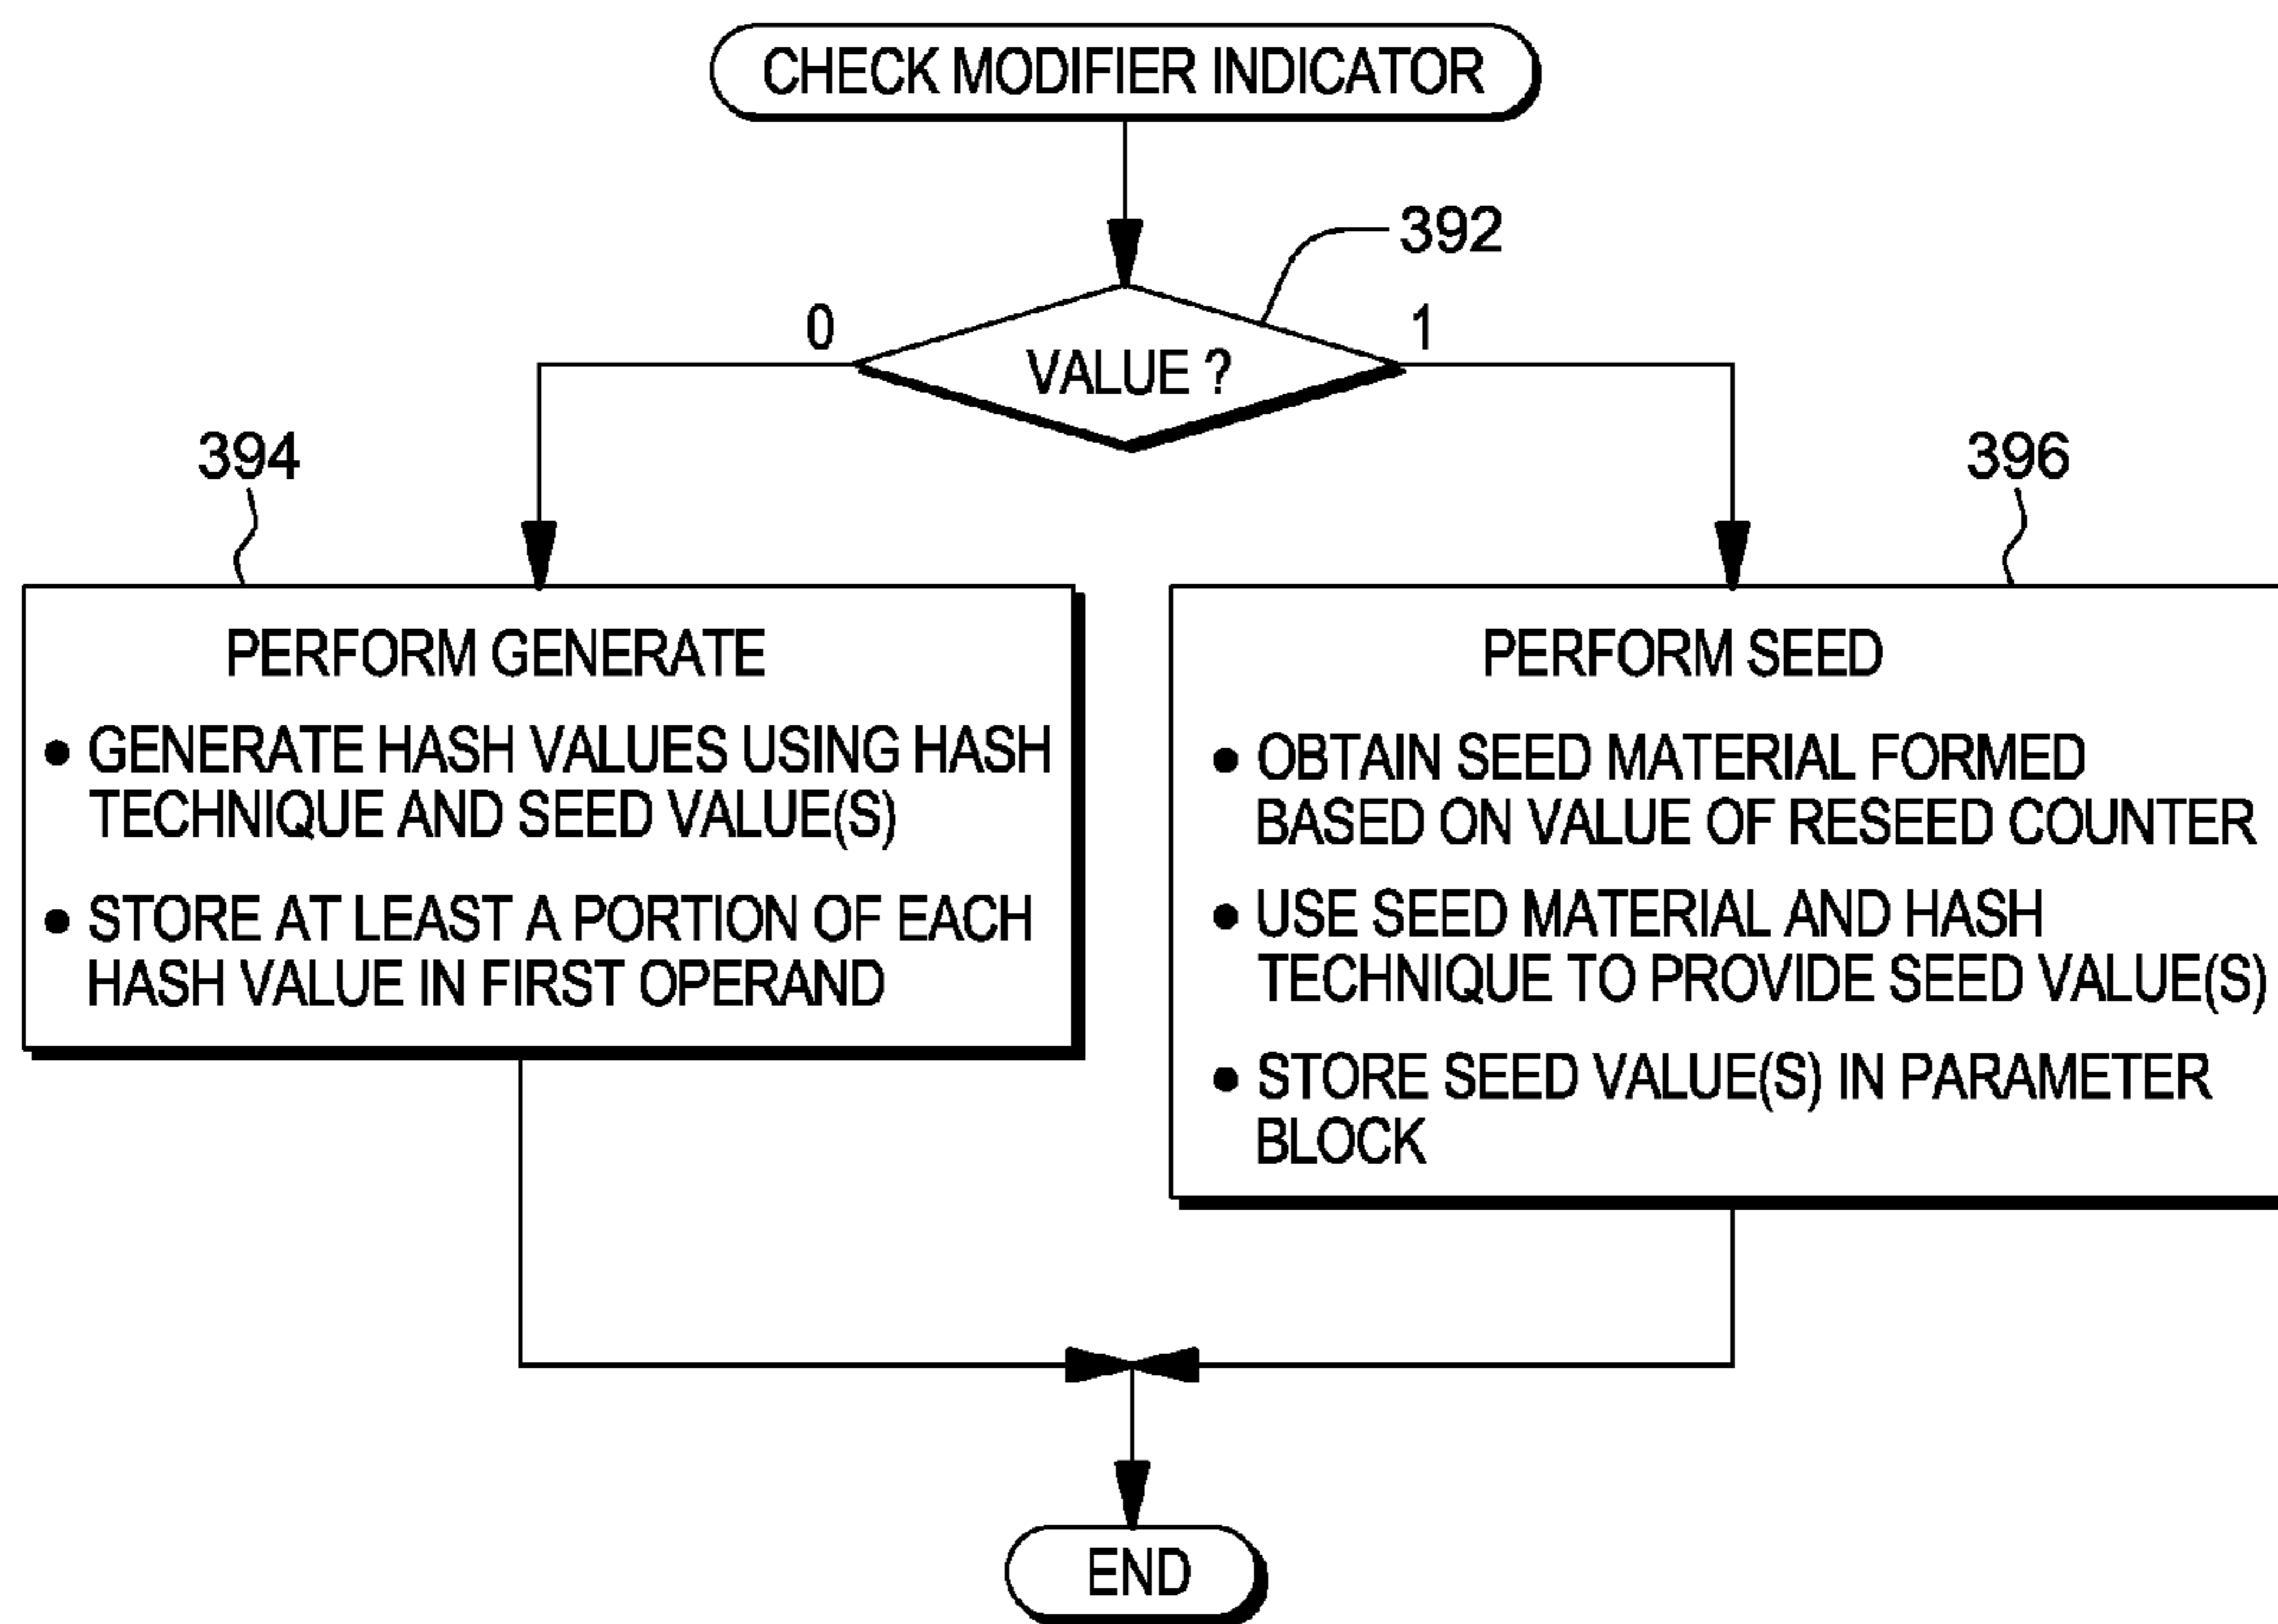 CHECK MODIFIER INDICATOR
392
0
1
VALUE ?
394
396
PERFORM GENERATE
● GENERATE HASH VALUES USING HASH
TECHNIQUE AND SEED VALUE(S)
● STORE AT LEAST A PORTION OF EACH
HASH VALUE IN FIRST OPERAND
PERFORM SEED
● OBTAIN SEED MATERIAL FORMED
BASED ON VALUE OF RESEED COUNTER
● USE SEED MATERIAL AND HASH
TECHNIQUE TO PROVIDE SEED VALUE(S)
● STORE SEED VALUE(S) IN PARAMETER
BLOCK
END